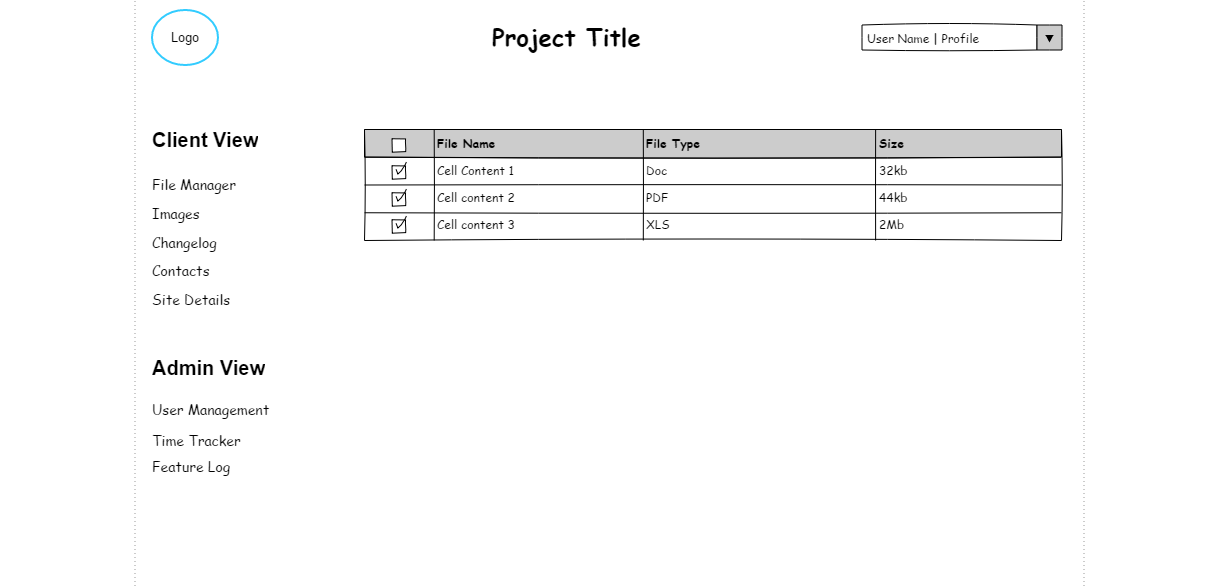 Logo
Project Title
User Name | Profile
Client View
File Manager
Images
Changelog
Contacts
Site Details
Admin View
User Management
Time Tracker
Feature Log
File Name File Type Size
Cell Content 1 Doc 32kb
Cell content 2 PDF 44kb
Cell content 3 XLS 2Mb